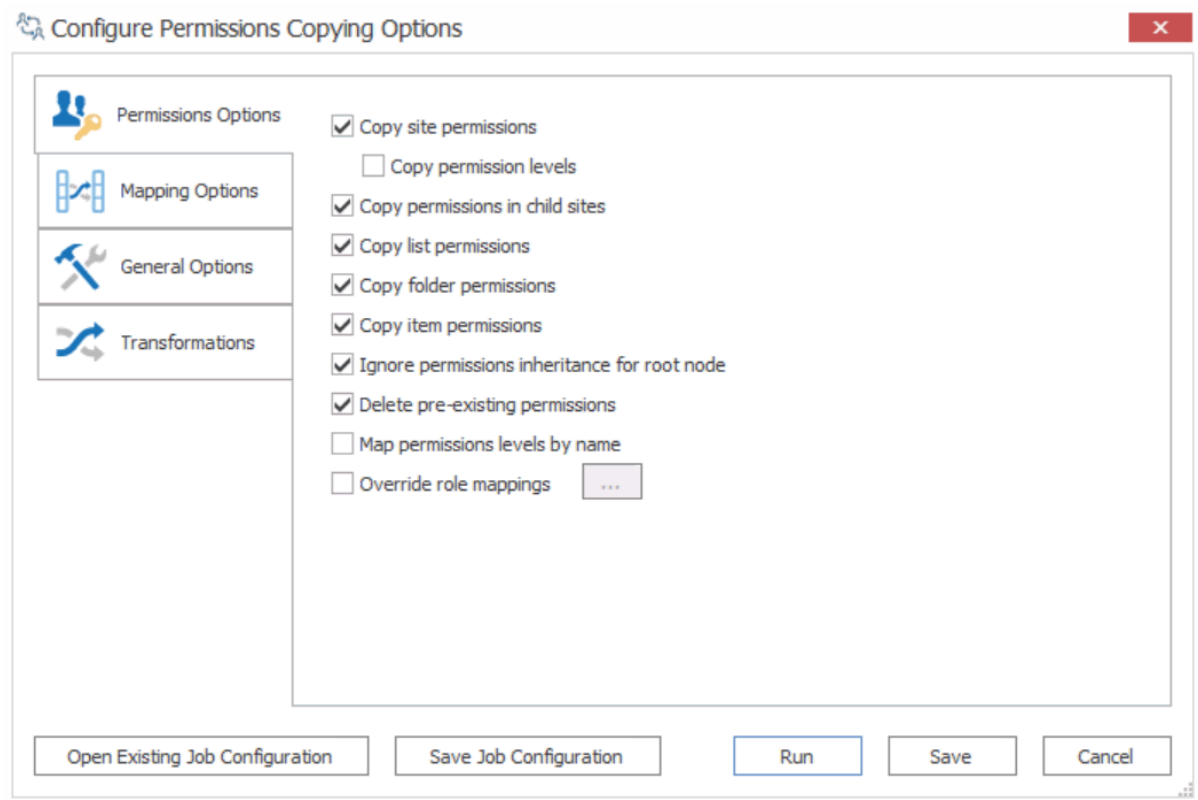 Configure Permissions Copying Options
Permissions Options
Mapping Options
General Options
Transformations
Copy site permissions
Copy permission levels
Copy permissions in child sites
Copy list permissions
Copy folder permissions
Copy item permissions
Ignore permissions inheritance for root node
Delete pre-existing permissions
Map permissions levels by name
Override role mappings ...
Open Existing Job Configuration Save Job Configuration Run Save Cancel